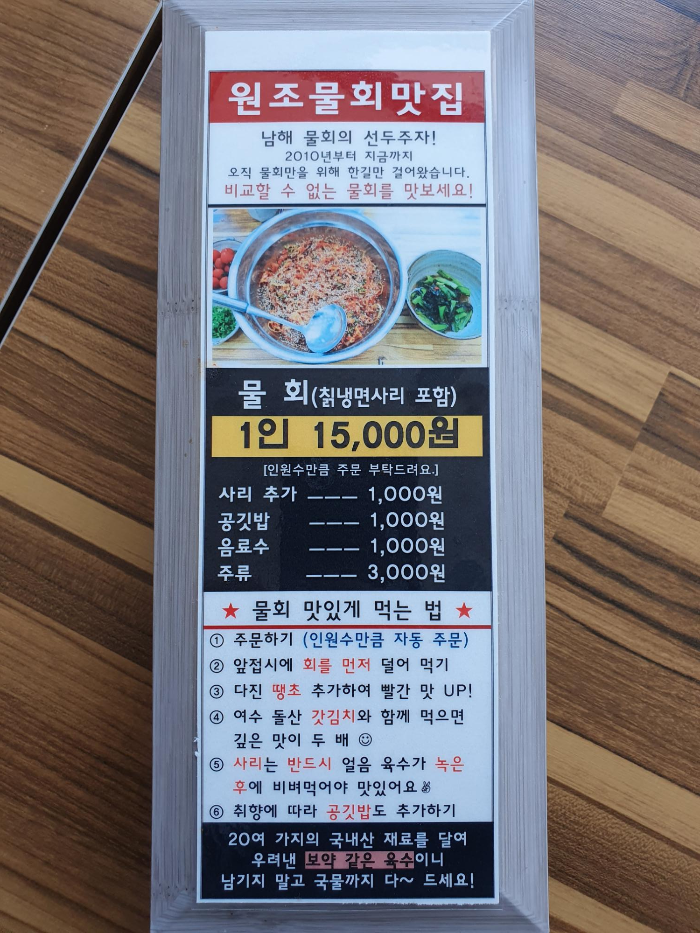 원조물회맛집
남해 물회의 선두주자!
2010년부터 지금까지
오직 물회만을 위해 한길만 걸어왔습니다.
비교할 수 없는 물회를 맛보세요!
물 회(칡냉면사리 포함)
1인 15,000원
[인원수만큼 주문 부탁드려요.]
사리 추가 ___ 1,000원
공깃밥 ___ 1,000원
음료수 ___ 1,000원
주류 ___ 3,000원
★ 물회 맛있게 먹는 법 ★
① 주문하기 (인원수만큼 자동 주문)
② 앞접시에 회를 먼저 덜어 먹기
③ 다진 땡초 추가하여 빨간 맛 UP!
④ 여수 돌산 갓김치와 함께 먹으면
깊은 맛이 두 배 ☺
⑤ 사리는 반드시 얼음 육수가 녹은
후에 비벼먹어야 맛있어요✌
⑥ 취향에 따라 공깃밥도 추가하기
20여 가지의 국내산 재료를 달여
우려낸 보약 같은 육수이니
남기지 말고 국물까지 다~ 드세요!